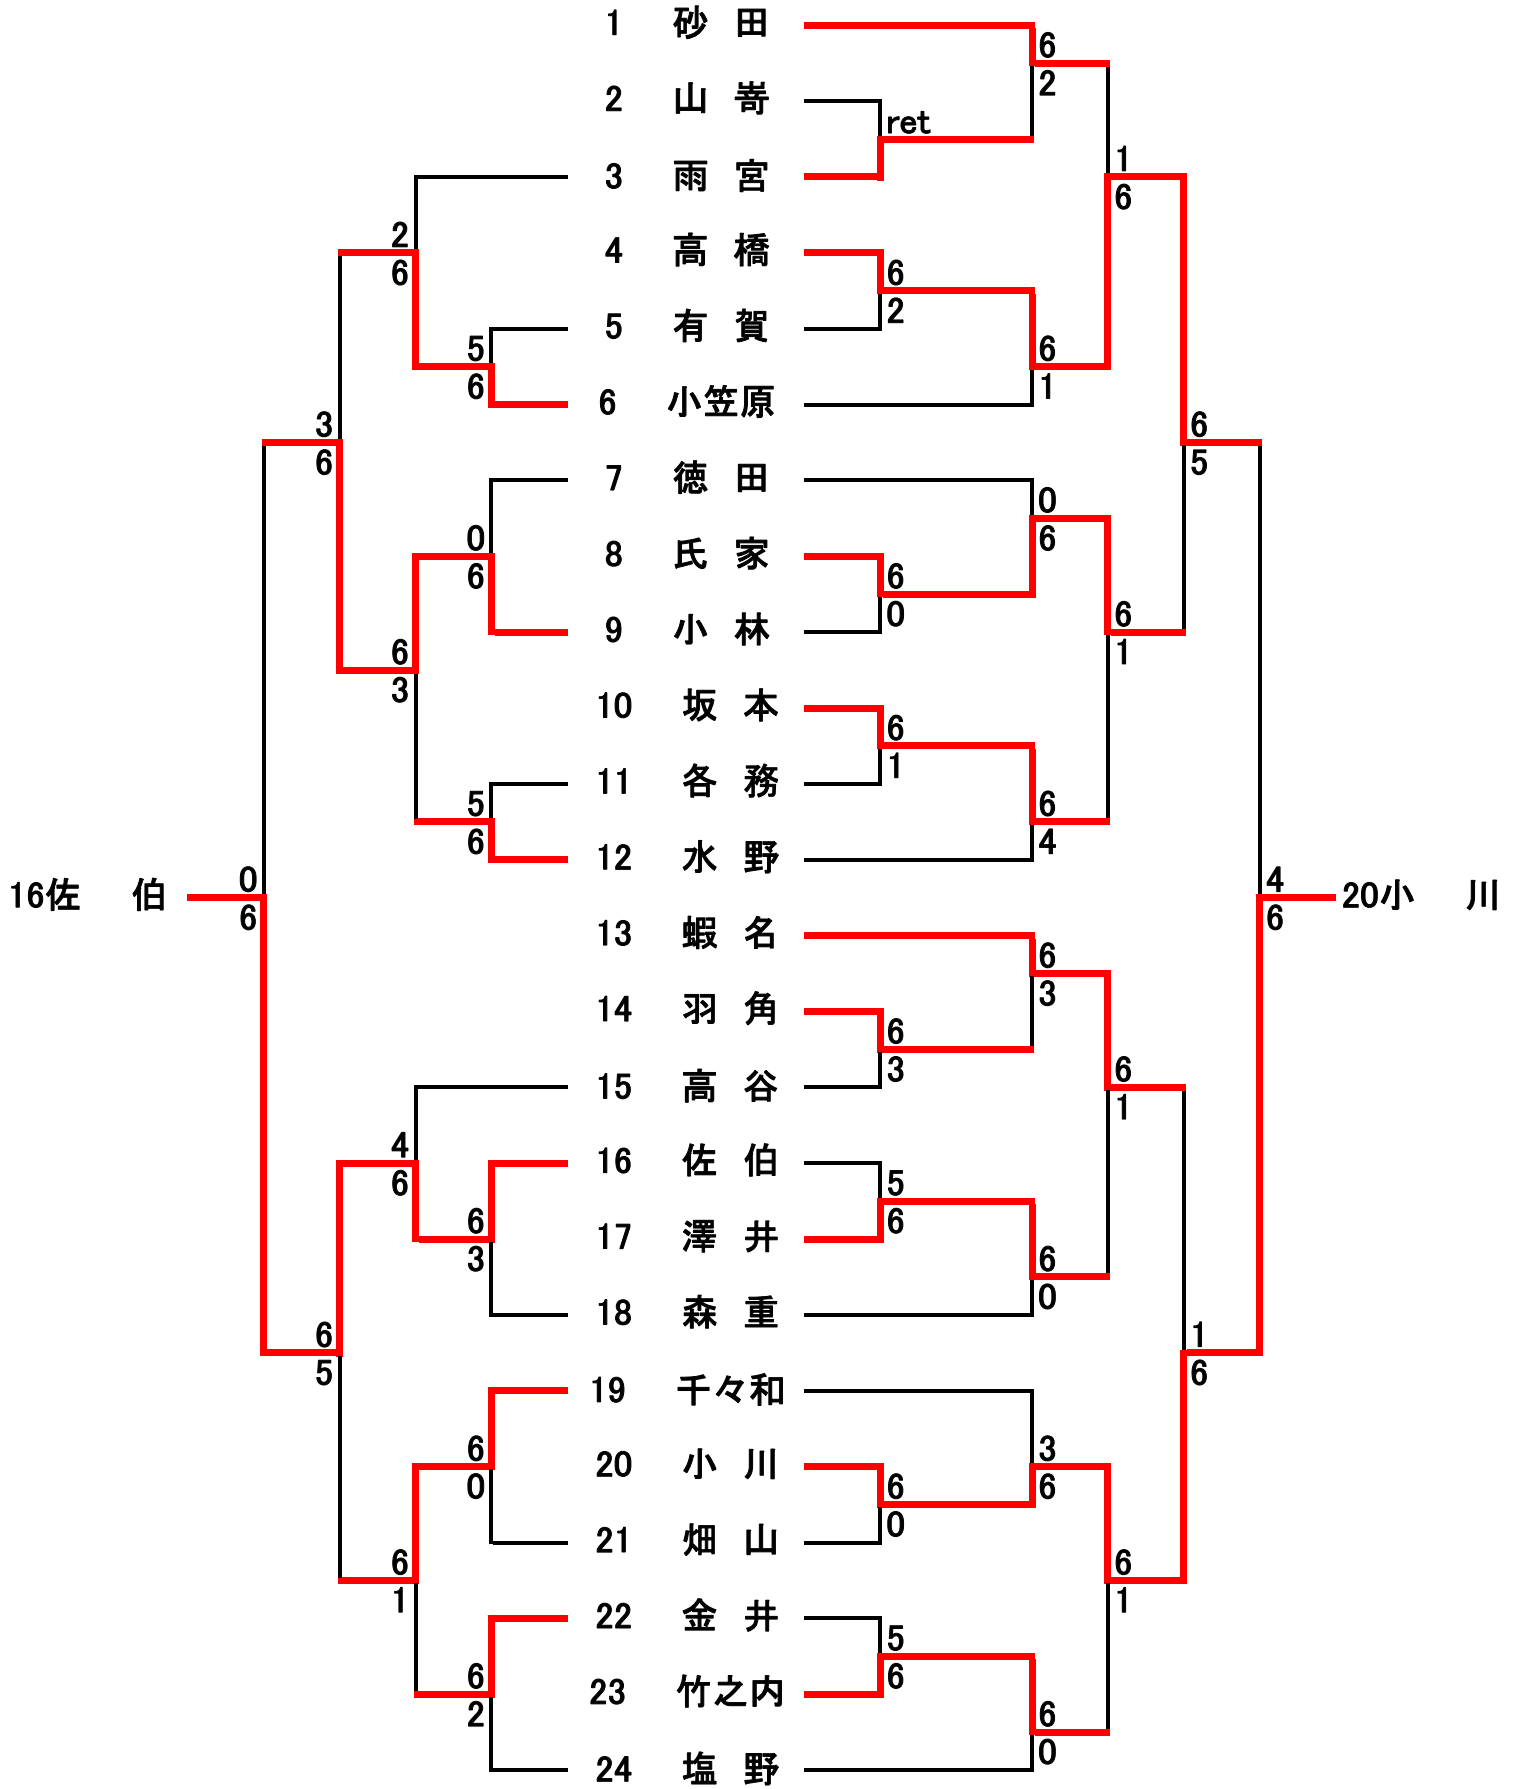 1 砂 田
6
2
2 山 嵜
ret
3 雨 宮
1
6
2
6
4 高 橋
6
2
5 有 賀
5
6
6
1
6 小笠原
3
6
6
5
7 徳 田
0
6
0
6
8 氏 家
6
0
9 小 林
6
3
6
1
10 坂 本
6
1
11 各 務
5
6
6
4
12 水 野
16佐 伯
0
6
4
6
20小 川
13 蝦 名
6
3
14 羽 角
6
3
15 高 谷
6
1
4
6
16 佐 伯
5
6
17 澤 井
6
3
6
0
18 森 重
6
5
1
6
19 千々和
6
0
3
6
20 小 川
6
0
21 畑 山
6
1
6
1
22 金 井
5
6
23 竹之内
6
2
6
0
24 塩 野